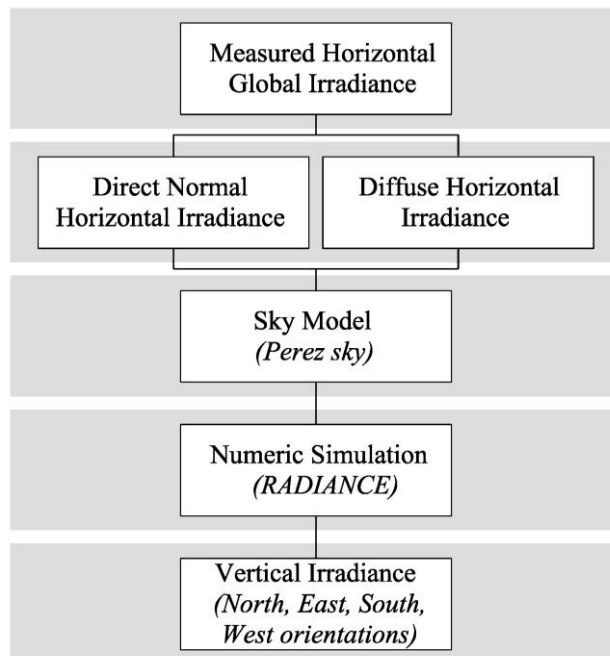 Measured Horizontal
Global Irradiance
Direct Normal
Horizontal Irradiance
Diffuse Horizontal
Irradiance
Sky Model
(Perez sky)
Numeric Simulation
(RADIANCE)
Vertical Irradiance
(North, East, South,
West orientations)